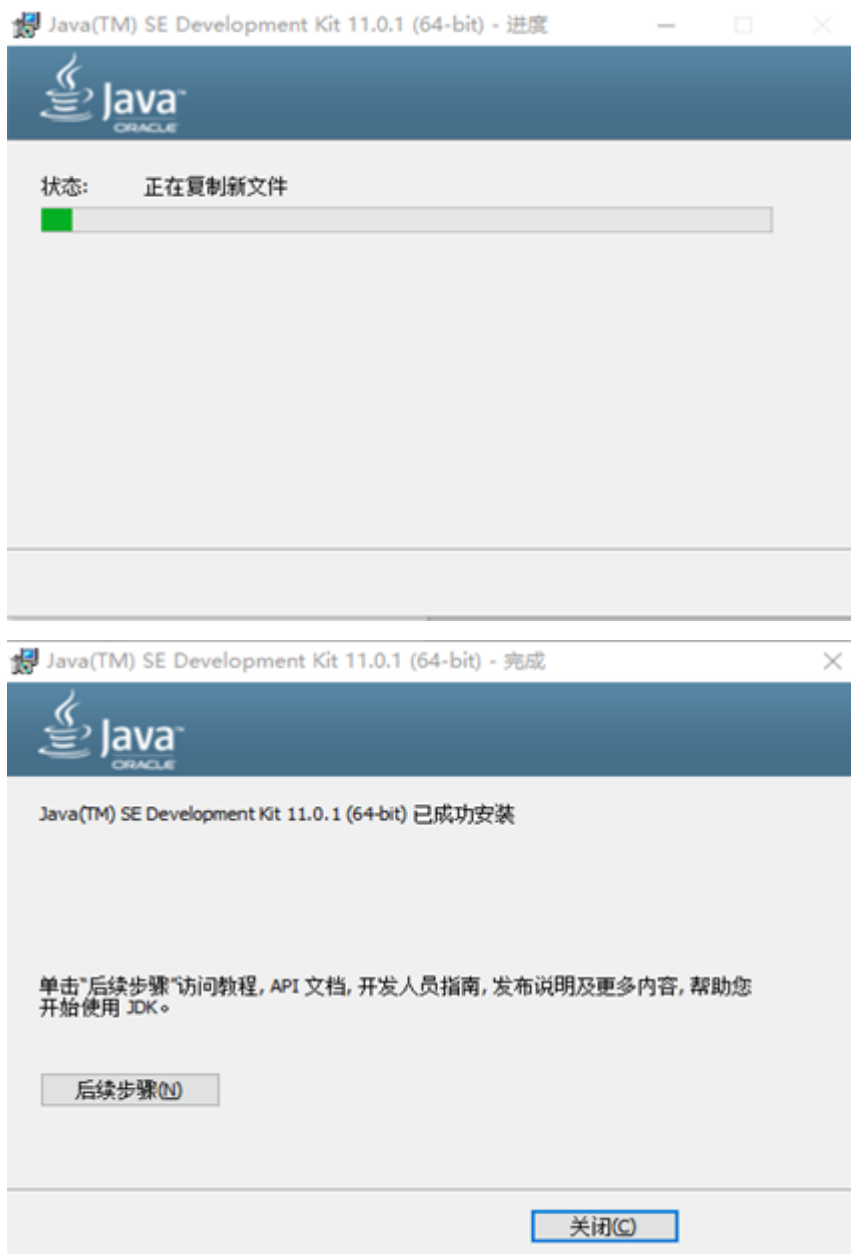 Java(TM) SE Development Kit 11.0.1 (64-bit) - 进度
Java™
ORACLE
状态: 正在复制新文件
Java(TM) SE Development Kit 11.0.1 (64-bit) - 完成
Java™
ORACLE
Java(TM) SE Development Kit 11.0.1 (64-bit) 已成功安装
单击"后续步骤"访问教程, API 文档, 开发人员指南, 发布说明及更多内容, 帮助您
开始使用 JDK。
后续步骤(N)
关闭(C)